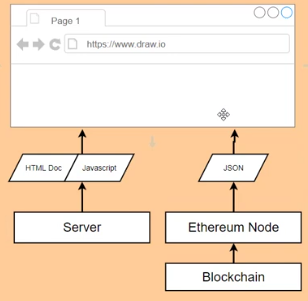 Page 1
https://www.draw.io
HTML Doc
Javascript
JSON
Server
Ethereum Node
Blockchain